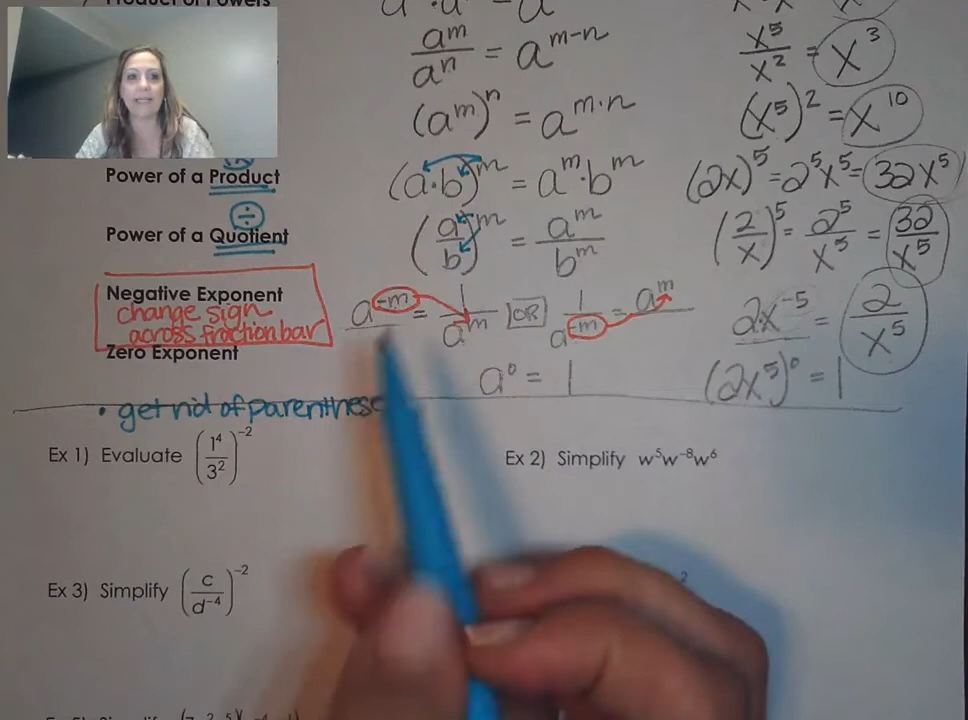 Product of Powers
a^m/a^n = a^(m-n) x^5/x^2 = x^3
(a^m)^n = a^(m·n) (x^5)^2 = x^10
Power of a Product (a·b)^m = a^m·b^m (2x)^5 = 2^5x^5 = 32x^5
÷
Power of a Quotient (a/b)^m = a^m/b^m (2/x)^5 = 2^5/x^5 = 32/x^5
Negative Exponent a^-m = 1/a^m OR 1/a^-m = a^m 2·x^-5 = 2/x^5
change sign
across fraction bar
Zero Exponent a^0 = 1 (2x^5)^0 = 1
• get rid of parenthese
Ex 1) Evaluate (1^4/3^2)^-2
Ex 2) Simplify w^5w^-8w^6
Ex 3) Simplify (c/d^-4)^-2